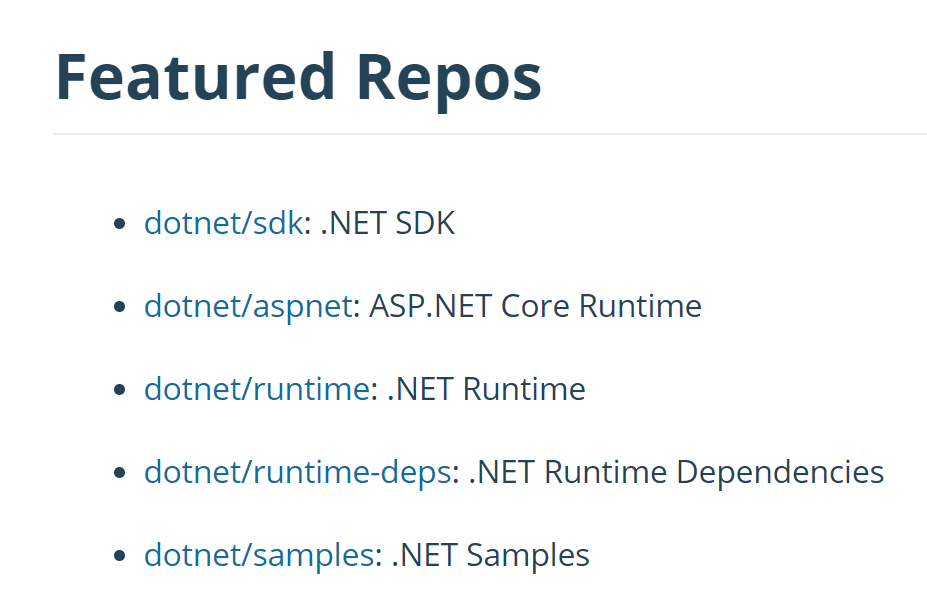 Featured Repos
dotnet/sdk: .NET SDK
dotnet/aspnet: ASP.NET Core Runtime
dotnet/runtime: .NET Runtime
dotnet/runtime-deps: .NET Runtime Dependencies
dotnet/samples: .NET Samples